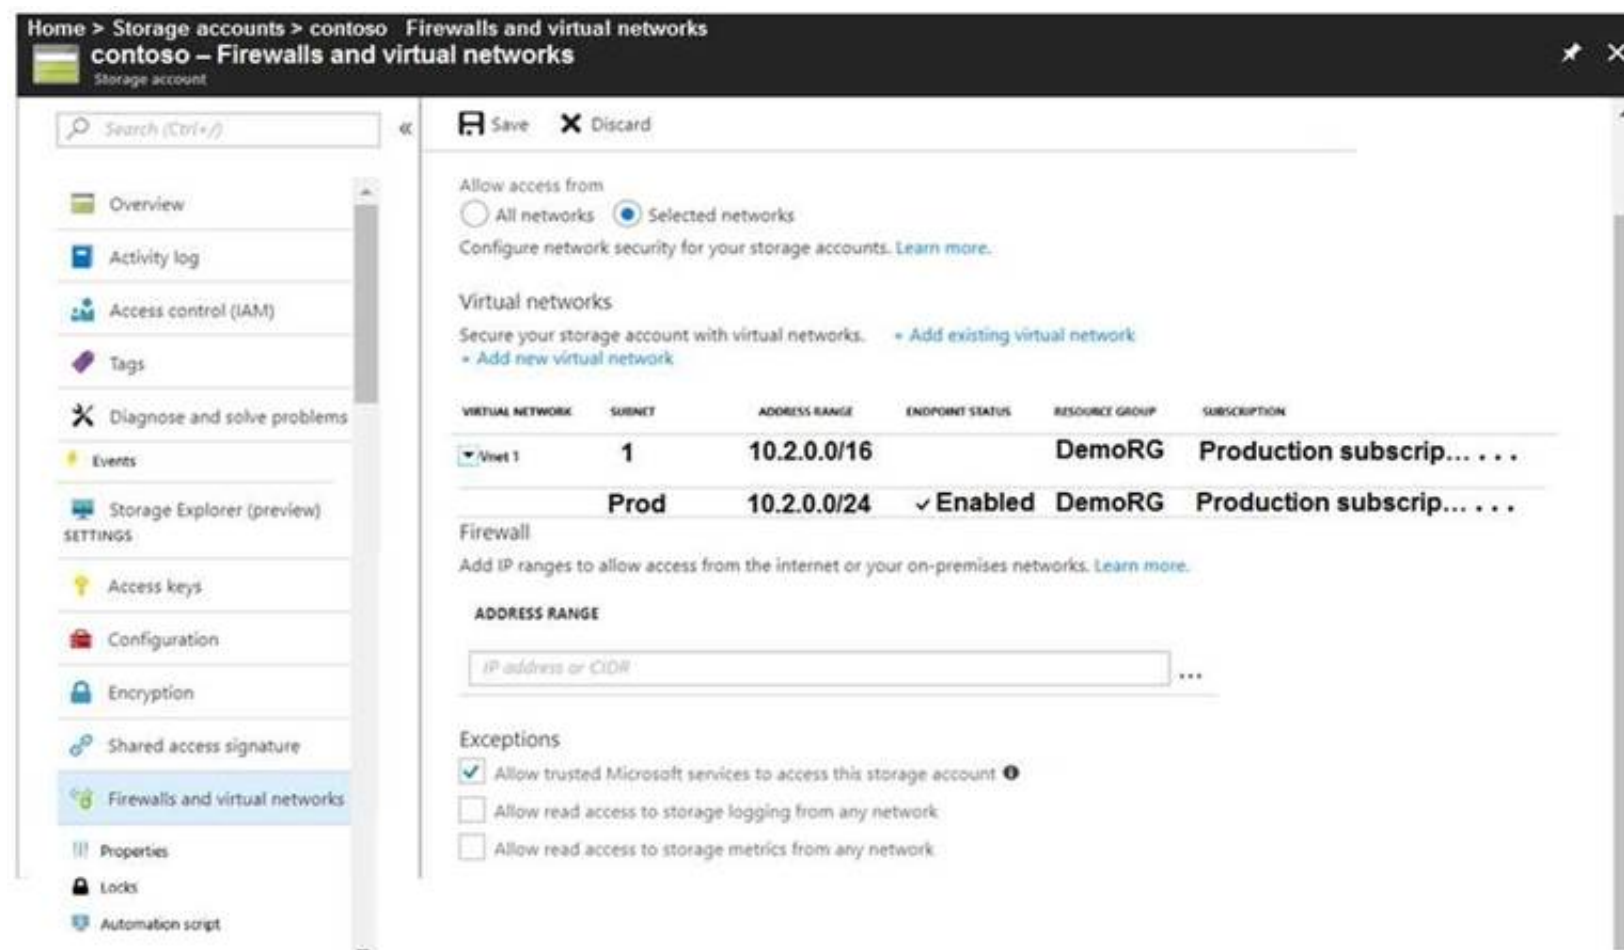 Home > Storage accounts > contoso Firewalls and virtual networks
contoso – Firewalls and virtual networks
Storage account
Search (Ctrl+/)
«
Overview
Activity log
Access control (IAM)
Tags
Diagnose and solve problems
Events
Storage Explorer (preview)
SETTINGS
Access keys
Configuration
Encryption
Shared access signature
Firewalls and virtual networks
Properties
Locks
Automation script
Save Discard
Allow access from
All networks Selected networks
Configure network security for your storage accounts. Learn more.
Virtual networks
Secure your storage account with virtual networks. + Add existing virtual network
+ Add new virtual network
VIRTUAL NETWORK SUBNET ADDRESS RANGE ENDPOINT STATUS RESOURCE GROUP SUBSCRIPTION
Vnet 1 1 10.2.0.0/16 DemoRG Production subscrip... ...
Prod 10.2.0.0/24 ✓ Enabled DemoRG Production subscrip... ...
Firewall
Add IP ranges to allow access from the internet or your on-premises networks. Learn more.
ADDRESS RANGE
IP address or CIDR ...
Exceptions
Allow trusted Microsoft services to access this storage account
Allow read access to storage logging from any network
Allow read access to storage metrics from any network